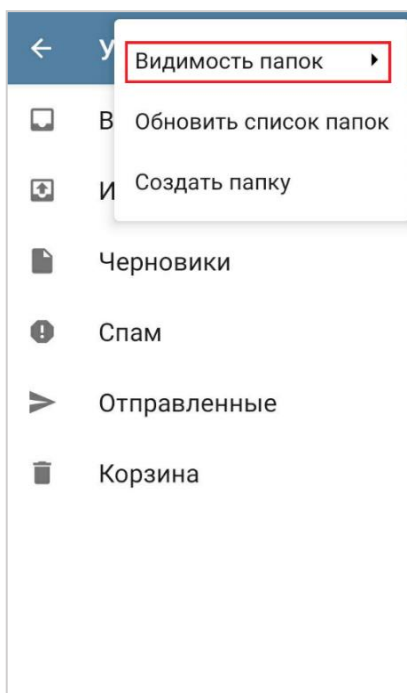 У
Видимость папок
В
Обновить список папок
И
Создать папку
Черновики
Спам
Отправленные
Корзина